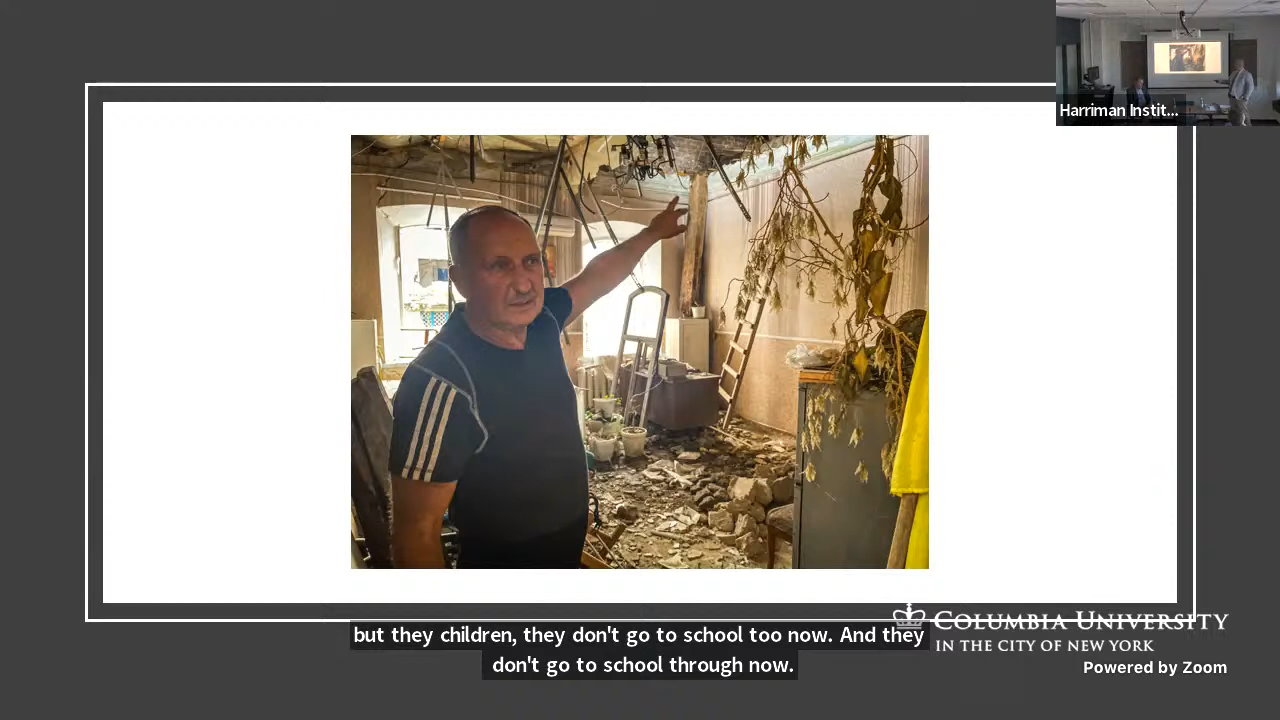 Harriman Instit...
but they children, they don't go to school too now. And they
don't go to school through now.
COLUMBIA UNIVERSITY
IN THE CITY OF NEW YORK
Powered by Zoom